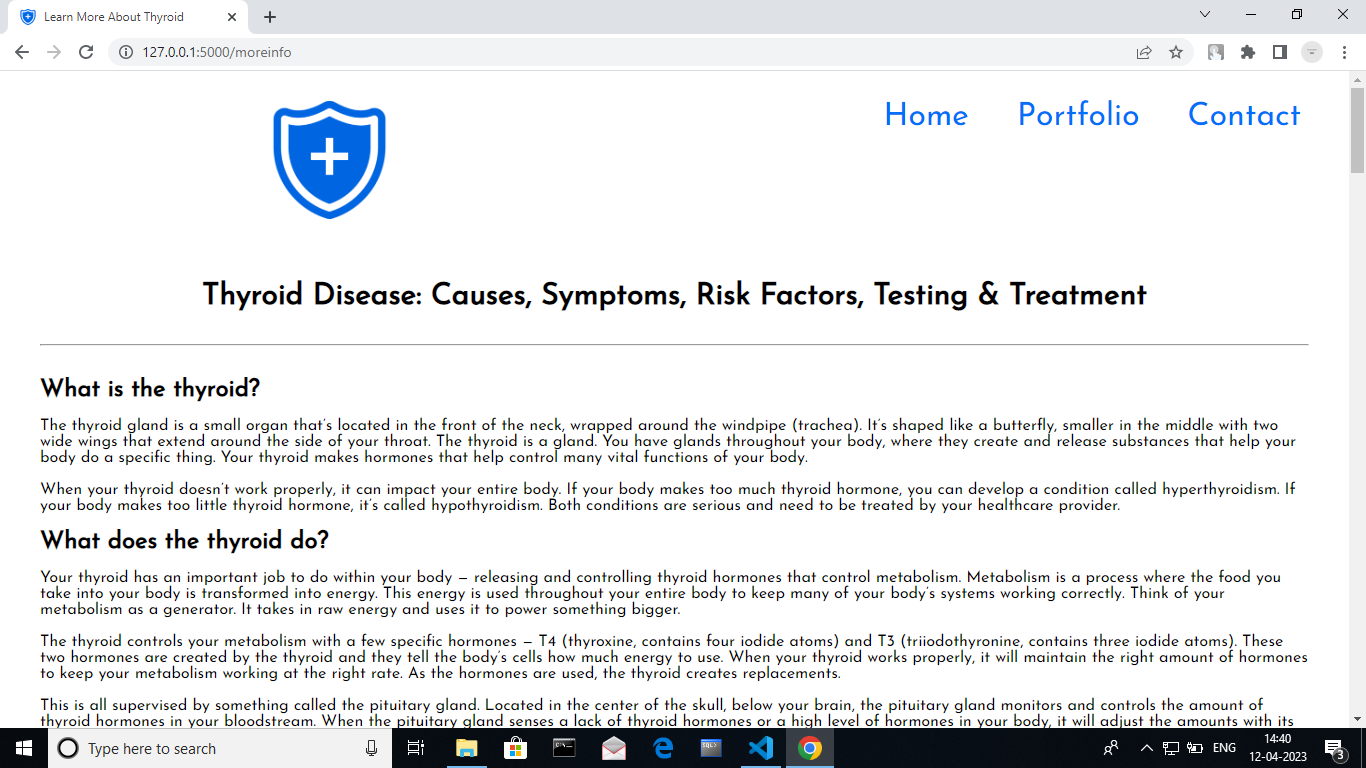 Learn More About Thyroid
127.0.0.1:5000/moreinfo
Home Portfolio Contact
Thyroid Disease: Causes, Symptoms, Risk Factors, Testing & Treatment
What is the thyroid?
The thyroid gland is a small organ that's located in the front of the neck, wrapped around the windpipe (trachea). It's shaped like a butterfly, smaller in the middle with two
wide wings that extend around the side of your throat. The thyroid is a gland. You have glands throughout your body, where they create and release substances that help your
body do a specific thing. Your thyroid makes hormones that help control many vital functions of your body.
When your thyroid doesn't work properly, it can impact your entire body. If your body makes too much thyroid hormone, you can develop a condition called hyperthyroidism. If
your body makes too little thyroid hormone, it's called hypothyroidism. Both conditions are serious and need to be treated by your healthcare provider.
What does the thyroid do?
Your thyroid has an important job to do within your body — releasing and controlling thyroid hormones that control metabolism. Metabolism is a process where the food you
take into your body is transformed into energy. This energy is used throughout your entire body to keep many of your body's systems working correctly. Think of your
metabolism as a generator. It takes in raw energy and uses it to power something bigger.
The thyroid controls your metabolism with a few specific hormones — T4 (thyroxine, contains four iodide atoms) and T3 (triiodothyronine, contains three iodide atoms). These
two hormones are created by the thyroid and they tell the body's cells how much energy to use. When your thyroid works properly, it will maintain the right amount of hormones
to keep your metabolism working at the right rate. As the hormones are used, the thyroid creates replacements.
This is all supervised by something called the pituitary gland. Located in the center of the skull, below your brain, the pituitary gland monitors and controls the amount of
thyroid hormones in your bloodstream. When the pituitary gland senses a lack of thyroid hormones or a high level of hormones in your body, it will adjust the amounts with its
Type here to search
ENG
14:40
12-04-2023
3